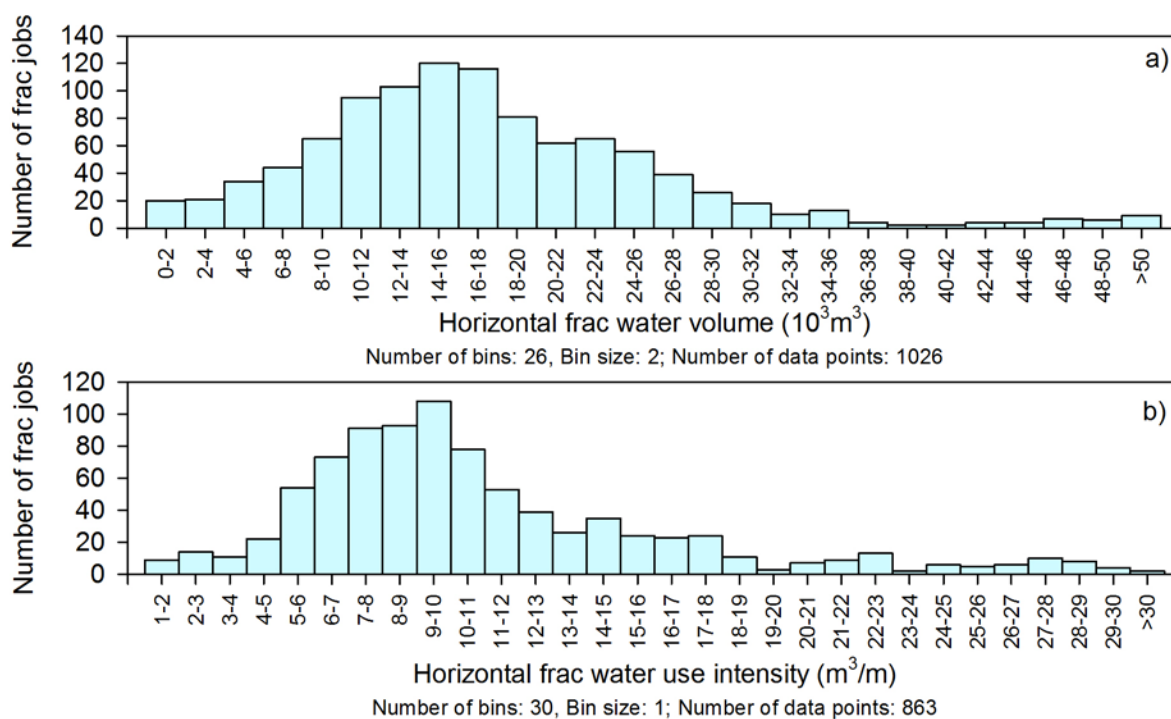 140
120
100
80
60
40
20
0
Number of frac jobs
a)
0-2 2-4 4-6 6-8 8-10 10-12 12-14 14-16 16-18 18-20 20-22 22-24 24-26 26-28 28-30 30-32 32-34 34-36 36-38 38-40 40-42 42-44 44-46 46-48 48-50 >50
Horizontal frac water volume (10³m³)
Number of bins: 26, Bin size: 2; Number of data points: 1026
120
100
80
60
40
20
0
Number of frac jobs
b)
1-2 2-3 3-4 4-5 5-6 6-7 7-8 8-9 9-10 10-11 11-12 12-13 13-14 14-15 15-16 16-17 17-18 18-19 19-20 20-21 21-22 22-23 23-24 24-25 25-26 26-27 27-28 28-29 29-30 >30
Horizontal frac water use intensity (m³/m)
Number of bins: 30, Bin size: 1; Number of data points: 863